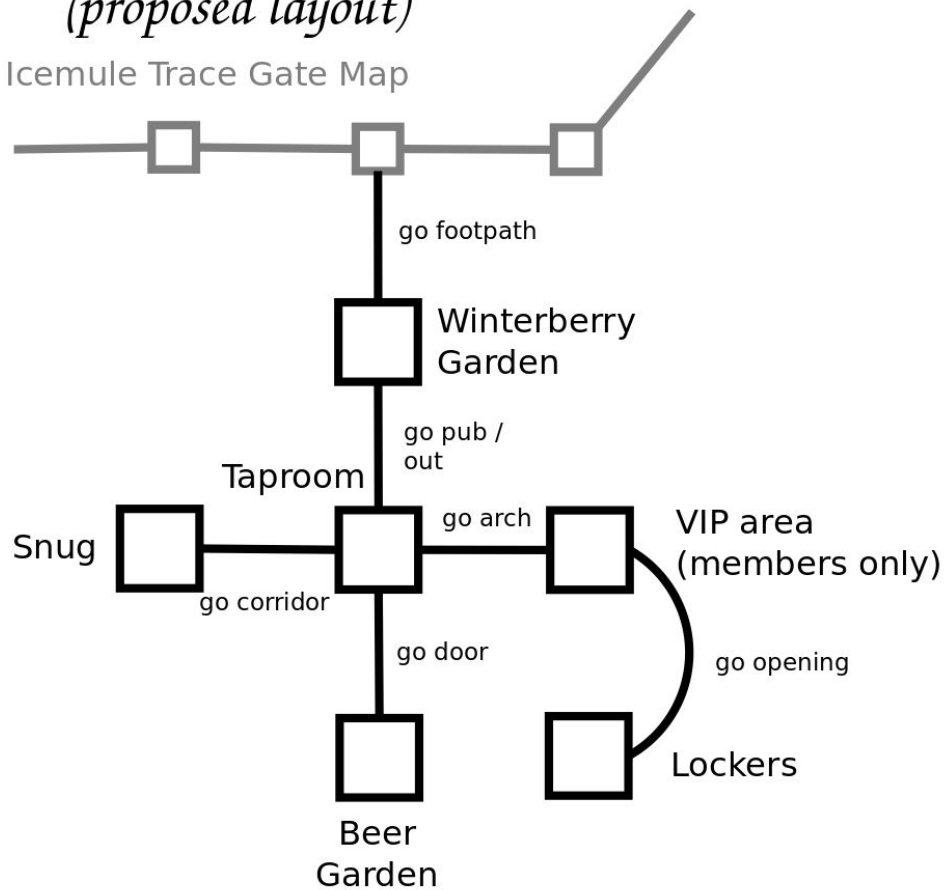 (proposed layout)
Icemule Trace Gate Map
go footpath
Winterberry
Garden
go pub /
out
Taproom
go arch
VIP area
(members only)
Snug
go corridor
go door
go opening
Lockers
Beer
Garden